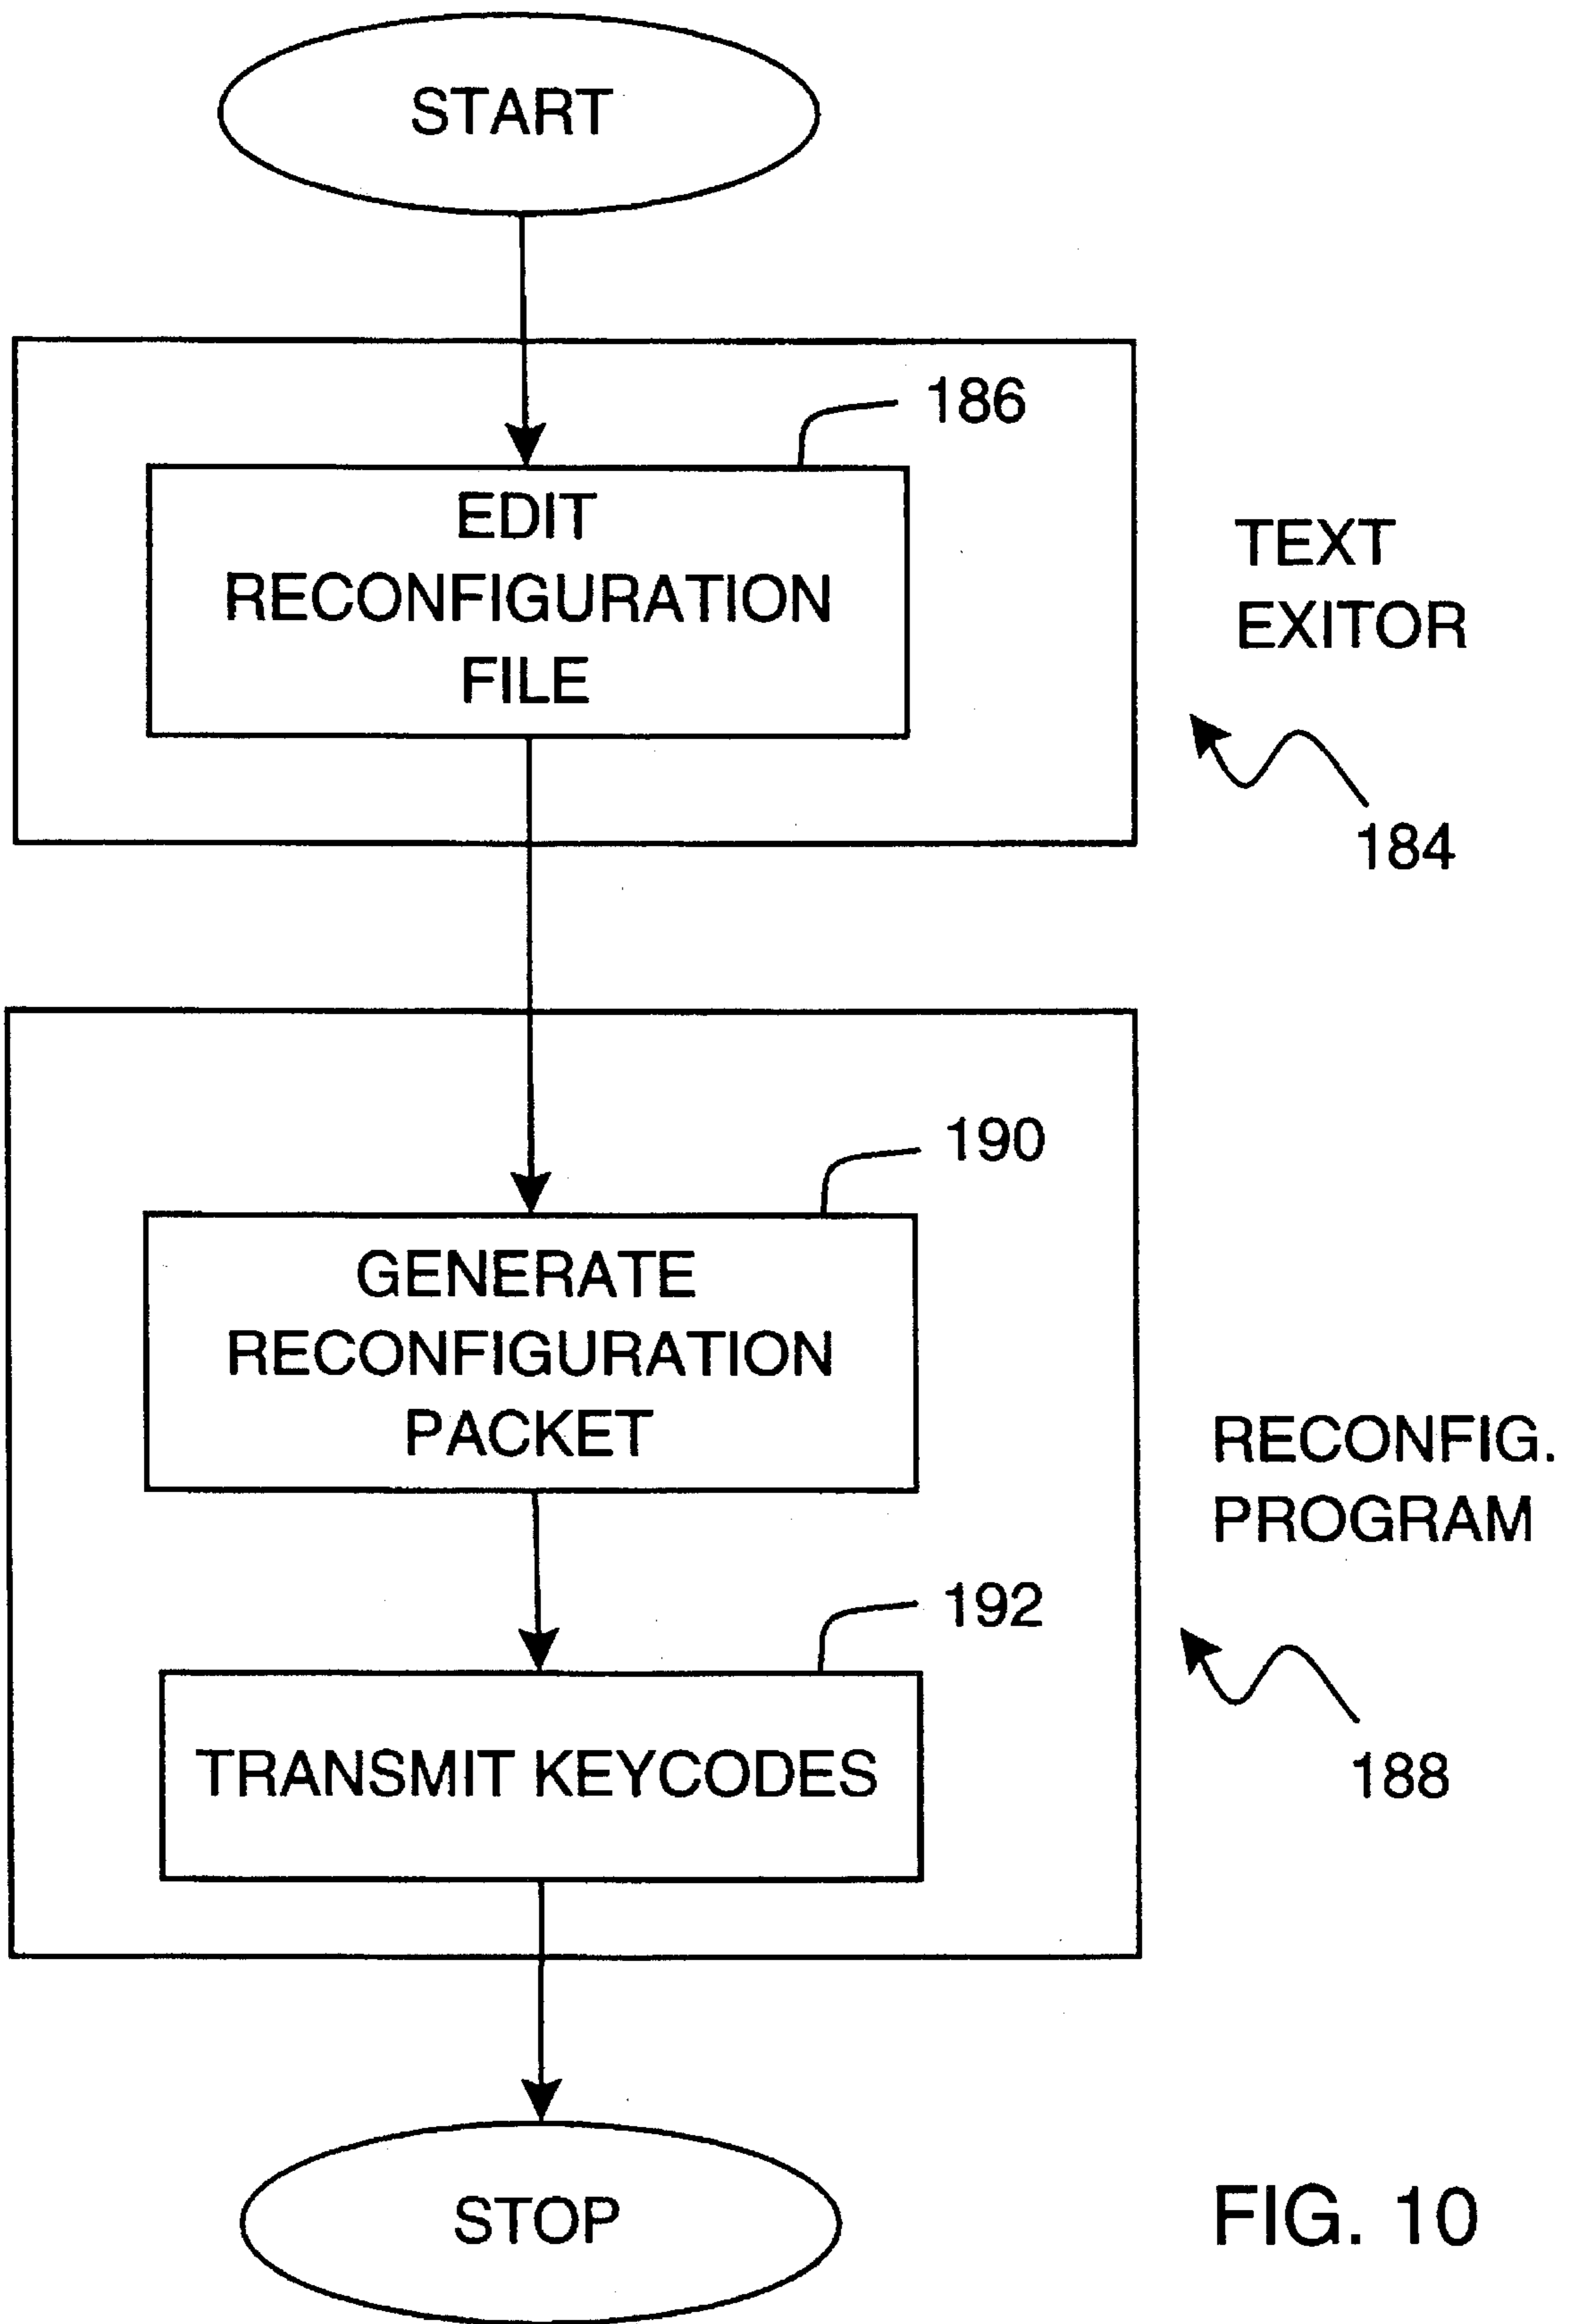 START
186
EDIT
RECONFIGURATION
FILE
TEXT
EXITOR
184
190
GENERATE
RECONFIGURATION
PACKET
RECONFIG.
PROGRAM
192
TRANSMIT KEYCODES
188
STOP
FIG. 10